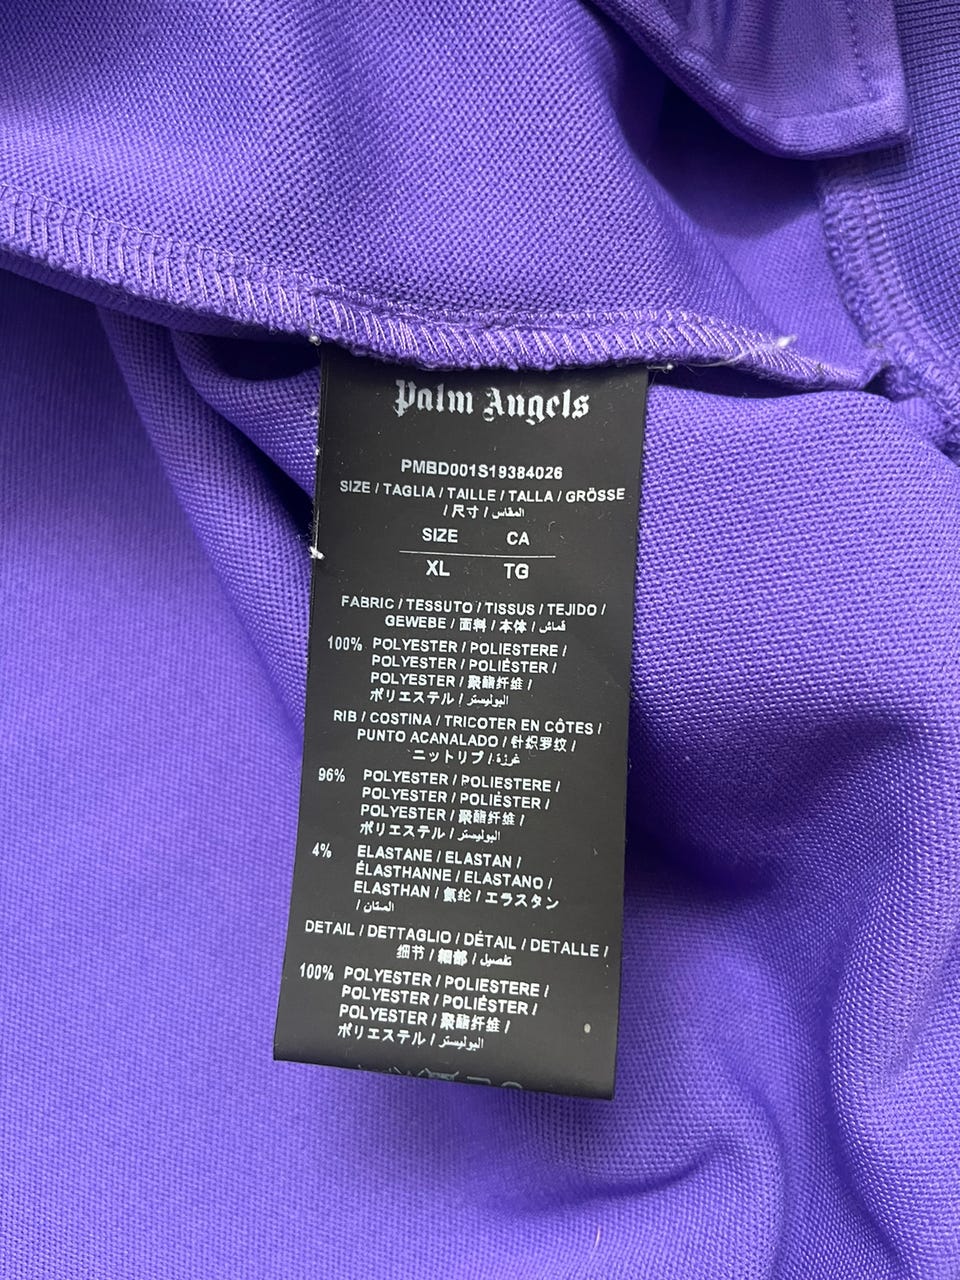 Palm Angels
PMBD001S19384026
SIZE / TAGLIA / TAILLE / TALLA / GRÖSSE
/ 尺寸 / المقاس
SIZE CA
XL TG
FABRIC / TESSUTO / TISSUS / TEJIDO /
GEWEBE / 面料 / 本体 / قماش
100% POLYESTER / POLIESTERE /
POLYESTER / POLIÉSTER /
POLYESTER / 聚酯纤维 /
ポリエステル / البوليستر
RIB / COSTINA / TRICOTER EN CÔTES /
PUNTO ACANALADO / 针织罗纹 /
ニットリブ / غرزة
96% POLYESTER / POLIESTERE /
POLYESTER / POLIÉSTER /
POLYESTER / 聚酯纤维 /
ポリエステル / البوليستر
4% ELASTANE / ELASTAN /
ÉLASTHANNE / ELASTANO /
ELASTHAN / 氨纶 / エラスタン
/ الستان
DETAIL / DETTAGLIO / DÉTAIL / DETALLE /
细节 / 細部 / تفصيل
100% POLYESTER / POLIESTERE /
POLYESTER / POLIÉSTER /
POLYESTER / 聚酯纤维 /
ポリエステル / البوليستر